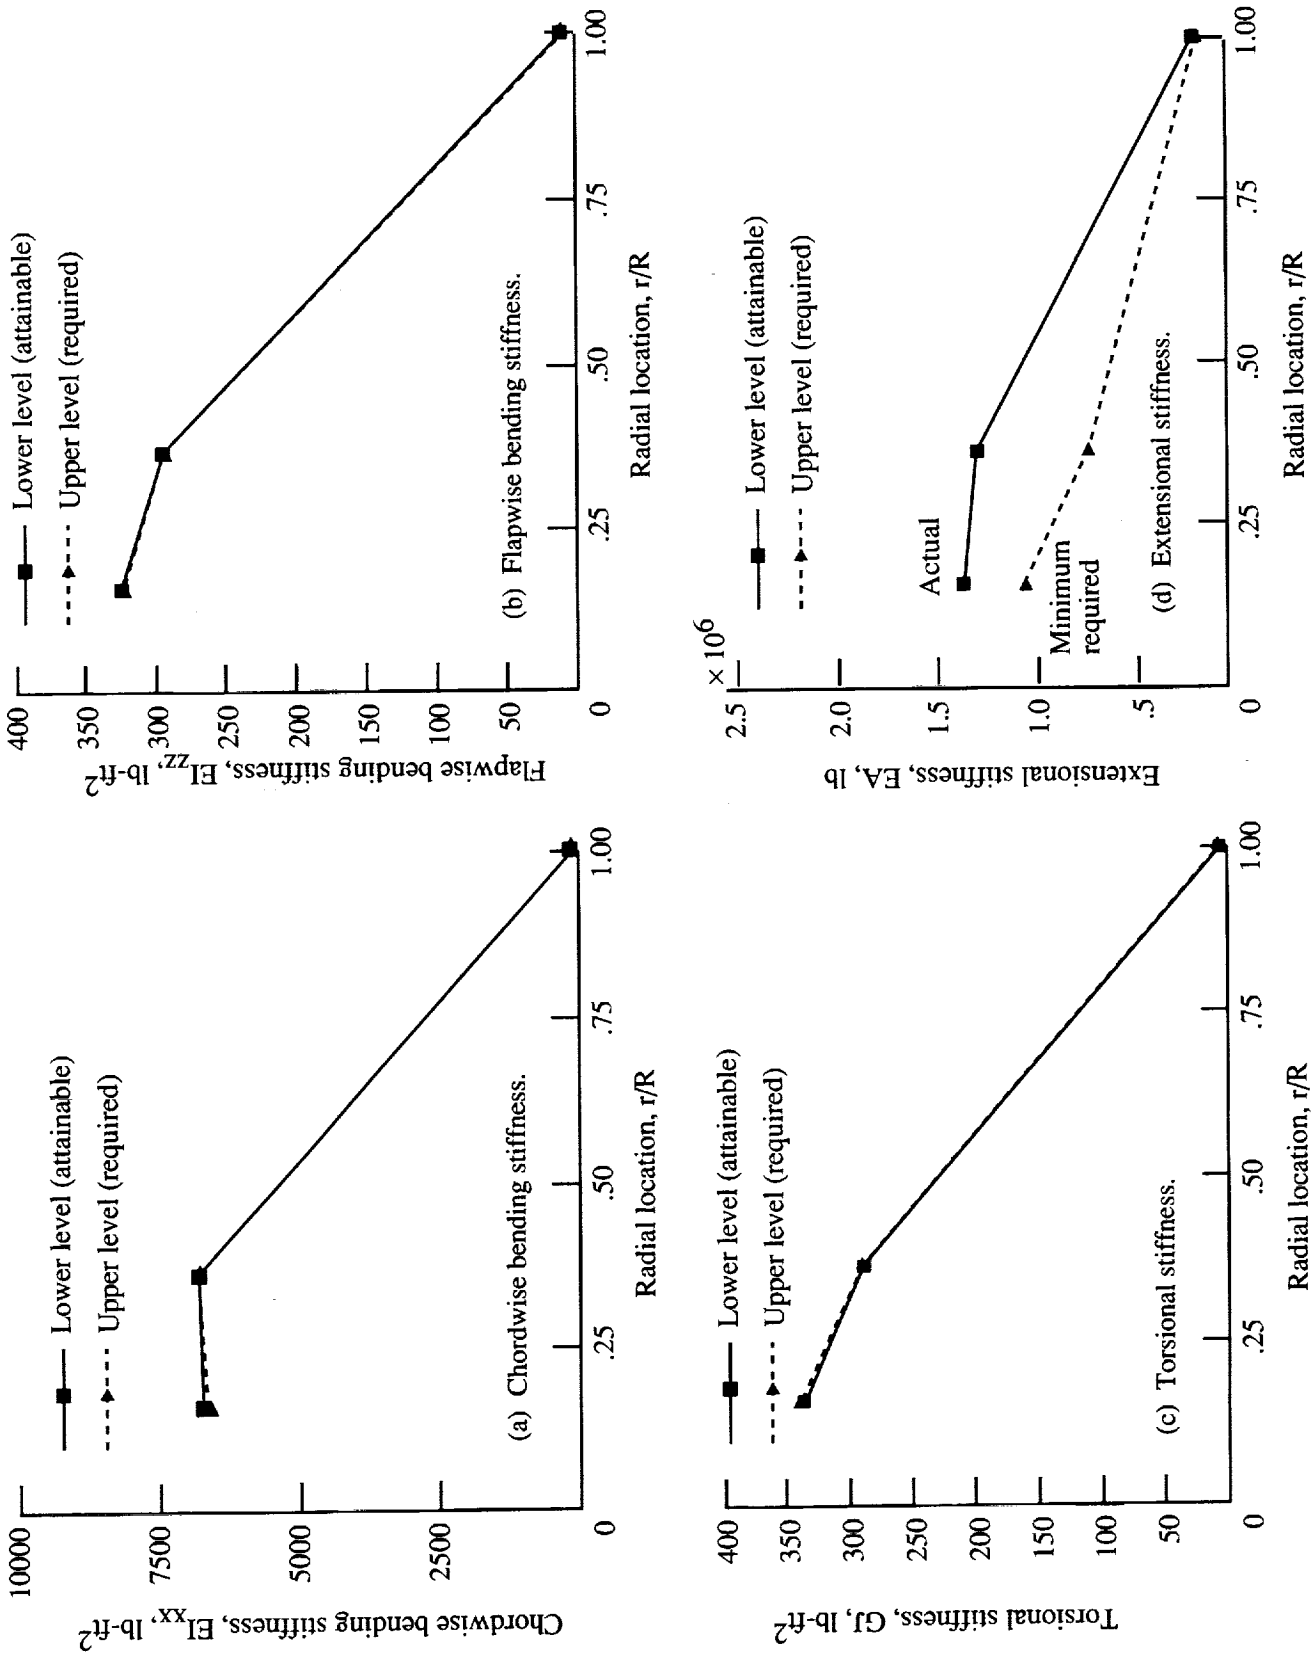 10000
7500
5000
2500
0
.25
.50
.75
1.00
Chordwise bending stiffness, EIxx, lb-ft2
Lower level (attainable)
Upper level (required)
(a) Chordwise bending stiffness.
Radial location, r/R
400
350
300
250
200
150
100
50
0
.25
.50
.75
1.00
Flapwise bending stiffness, EIzz, lb-ft2
Lower level (attainable)
Upper level (required)
(b) Flapwise bending stiffness.
Radial location, r/R
400
350
300
250
200
150
100
50
0
.25
.50
.75
1.00
Torsional stiffness, GJ, lb-ft2
Lower level (attainable)
Upper level (required)
(c) Torsional stiffness.
Radial location, r/R
× 106
2.5
2.0
1.5
1.0
.5
0
.25
.50
.75
1.00
Extensional stiffness, EA, lb
Lower level (attainable)
Upper level (required)
Actual
Minimum
required
(d) Extensional stiffness.
Radial location, r/R